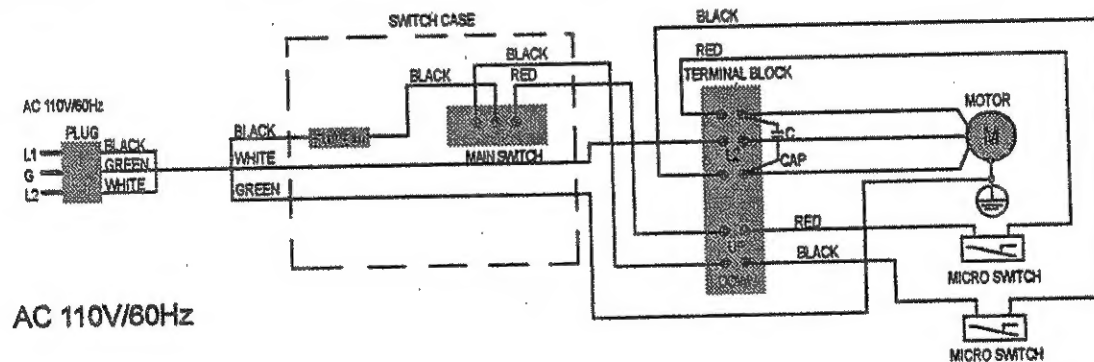 BLACK
SWITCH CASE
BLACK
RED
BLACK
RED
TERMINAL BLOCK
AC 110V/60Hz
PLUG
MOTOR
BLACK
BLACK
C
M
GREEN
WHITE
MAIN SWITCH
L1
G
L2
WHITE
GREEN
CAP
RED
UP
BLACK
MICRO SWITCH
AC 110V/60Hz
MICRO SWITCH